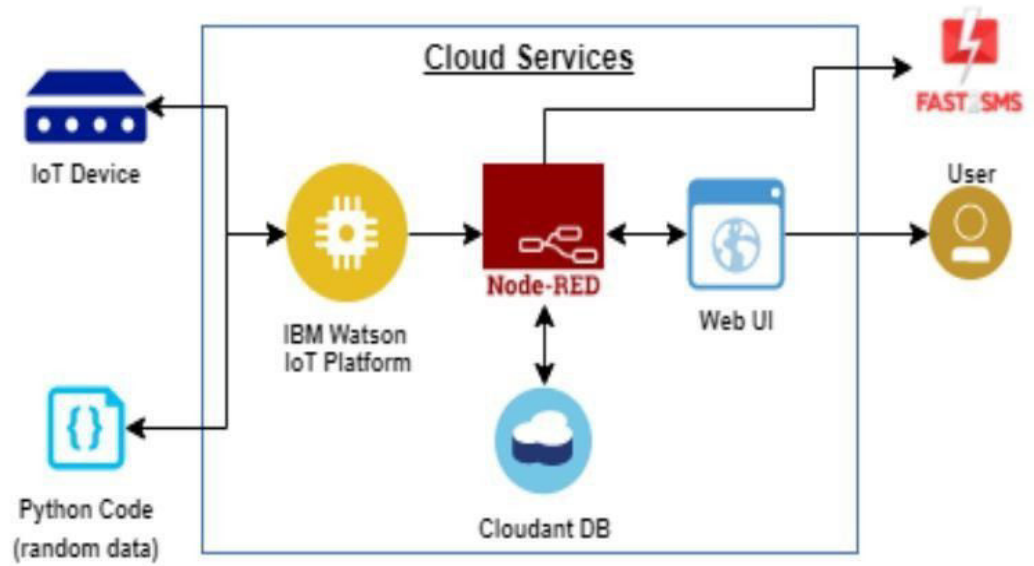 Cloud Services
FAST2SMS
IoT Device
User
Node-RED
Web UI
IBM Watson
IoT Platform
Python Code
(random data)
Cloudant DB